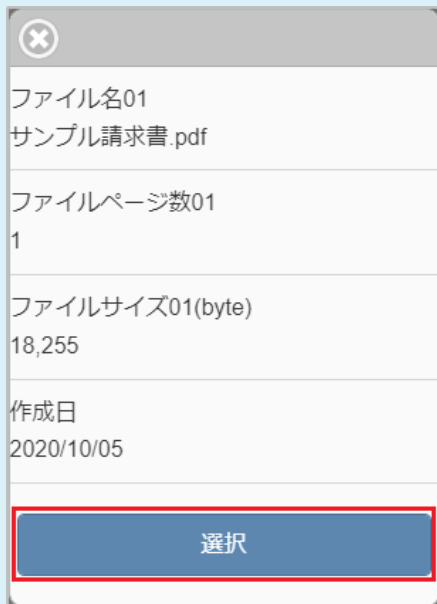 ファイル名01
サンプル請求書.pdf
ファイルページ数01
1
ファイルサイズ01(byte)
18,255
作成日
2020/10/05
選択